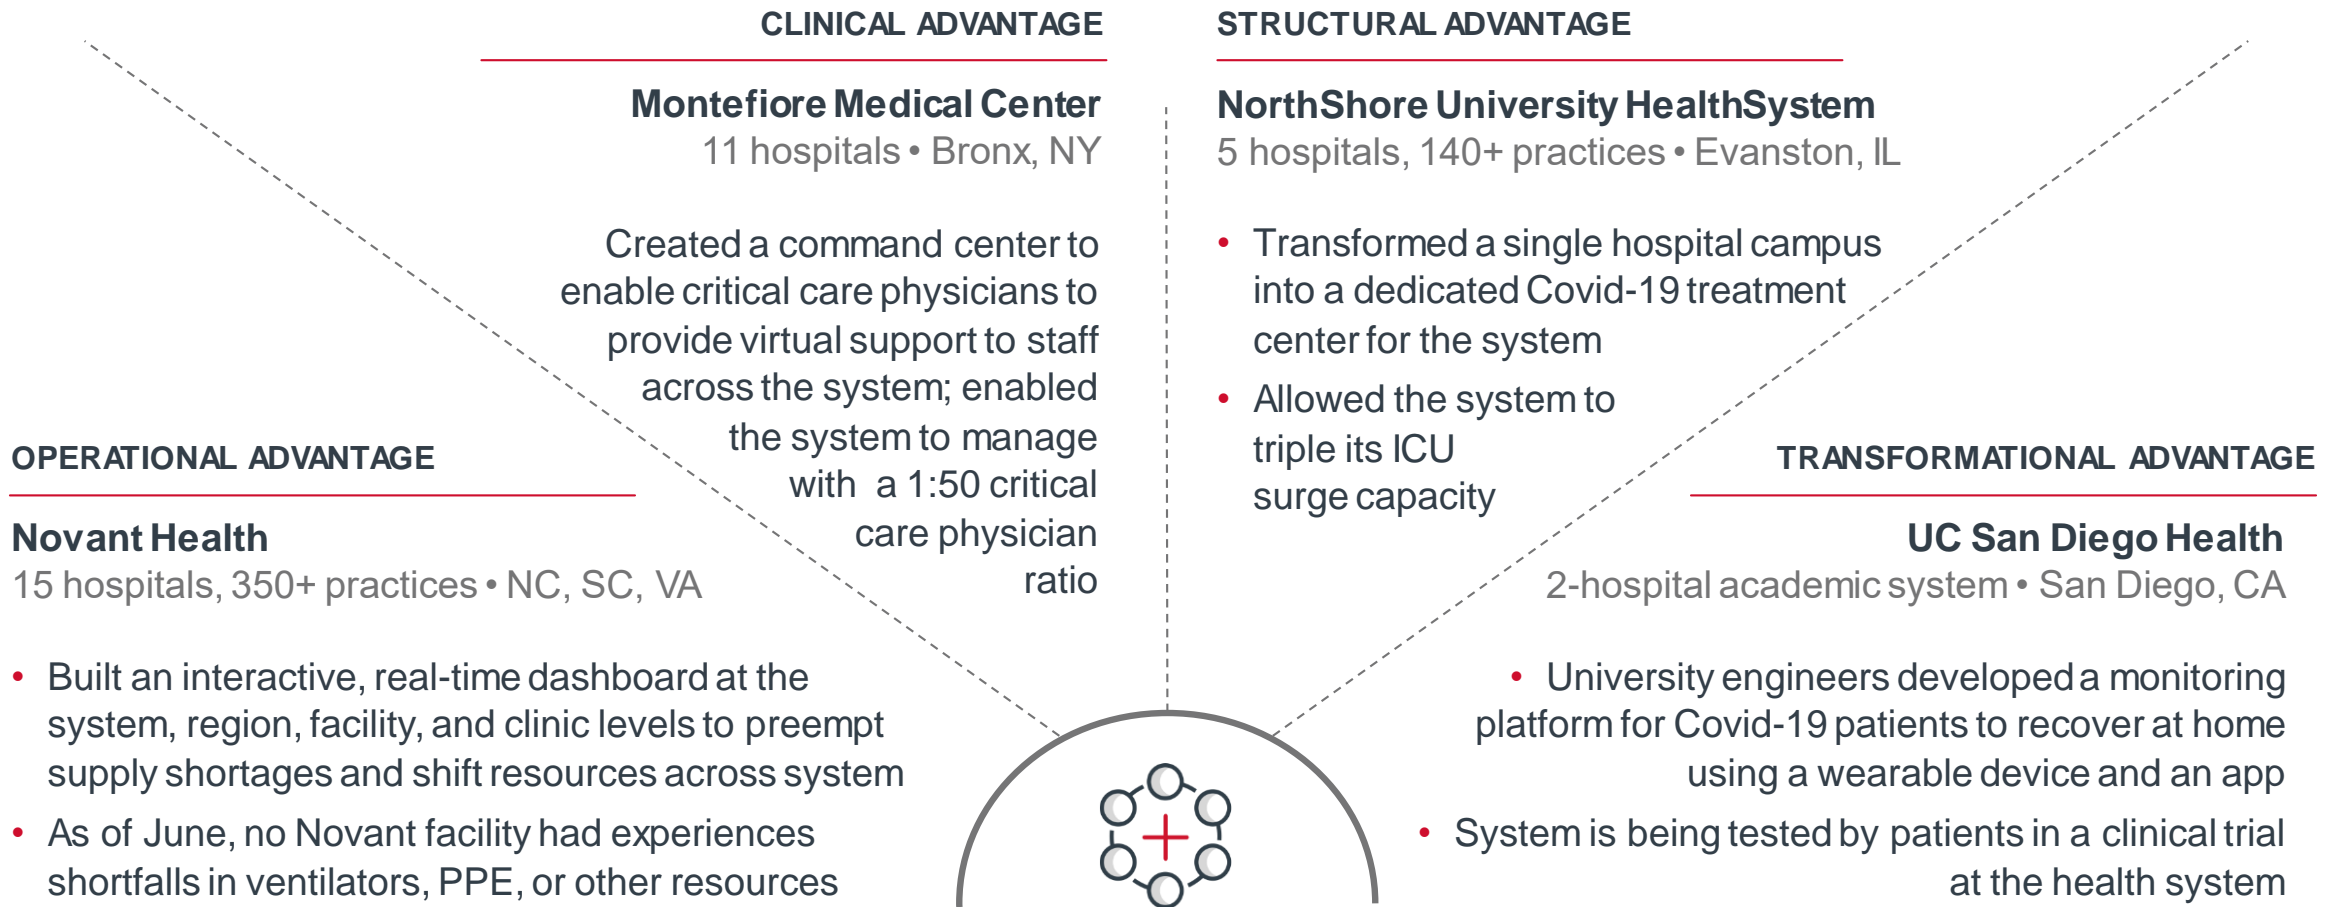 CLINICAL ADVANTAGE
Montefiore Medical Center
11 hospitals • Bronx, NY
Created a command center to
enable critical care physicians to
provide virtual support to staff
across the system; enabled
the system to manage
with a 1:50 critical
care physician
ratio
STRUCTURAL ADVANTAGE
NorthShore University HealthSystem
5 hospitals, 140+ practices • Evanston, IL
• Transformed a single hospital campus
into a dedicated Covid-19 treatment
center for the system
• Allowed the system to
triple its ICU
surge capacity
OPERATIONAL ADVANTAGE
Novant Health
15 hospitals, 350+ practices • NC, SC, VA
• Built an interactive, real-time dashboard at the
system, region, facility, and clinic levels to preempt
supply shortages and shift resources across system
• As of June, no Novant facility had experiences
shortfalls in ventilators, PPE, or other resources
TRANSFORMATIONAL ADVANTAGE
UC San Diego Health
2-hospital academic system • San Diego, CA
• University engineers developed a monitoring
platform for Covid-19 patients to recover at home
using a wearable device and an app
• System is being tested by patients in a clinical trial
at the health system